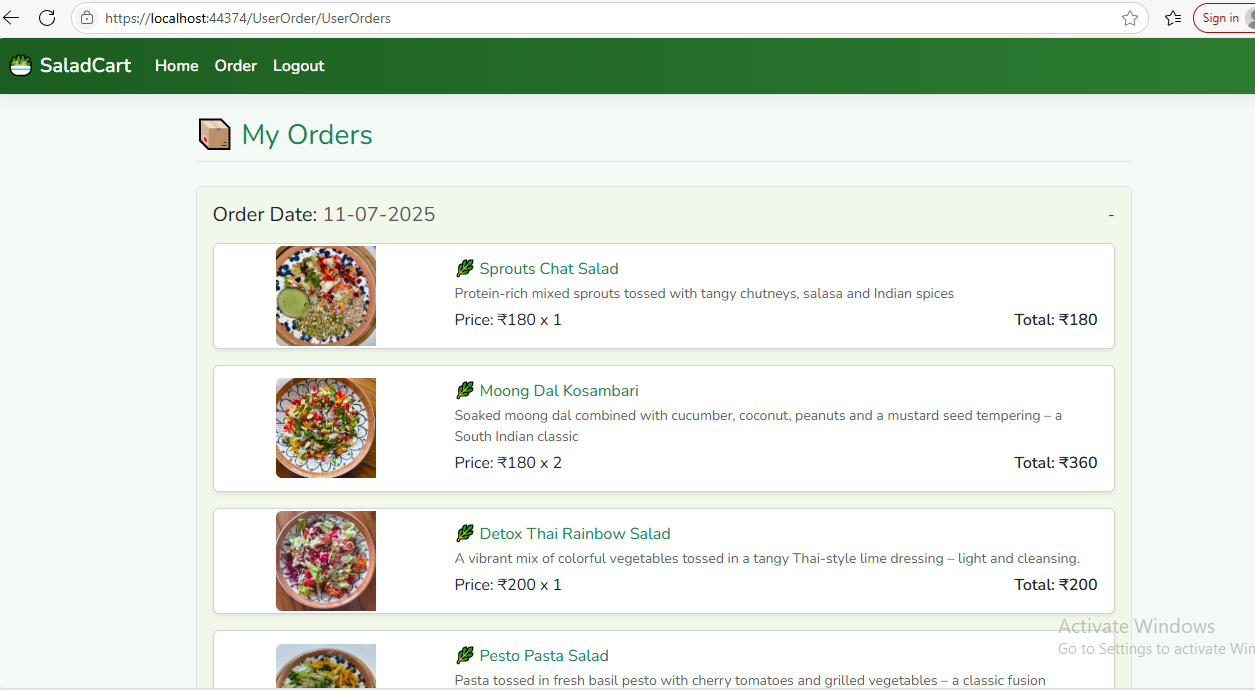 https://localhost:44374/UserOrder/UserOrders
Sign in
SaladCart Home Order Logout
My Orders
Order Date: 11-07-2025 -
Sprouts Chat Salad
Protein-rich mixed sprouts tossed with tangy chutneys, salasa and Indian spices
Price: ₹180 x 1 Total: ₹180
Moong Dal Kosambari
Soaked moong dal combined with cucumber, coconut, peanuts and a mustard seed tempering – a
South Indian classic
Price: ₹180 x 2 Total: ₹360
Detox Thai Rainbow Salad
A vibrant mix of colorful vegetables tossed in a tangy Thai-style lime dressing – light and cleansing.
Price: ₹200 x 1 Total: ₹200
Pesto Pasta Salad
Pasta tossed in fresh basil pesto with cherry tomatoes and grilled vegetables – a classic fusion
Activate Windows
Go to Settings to activate Win